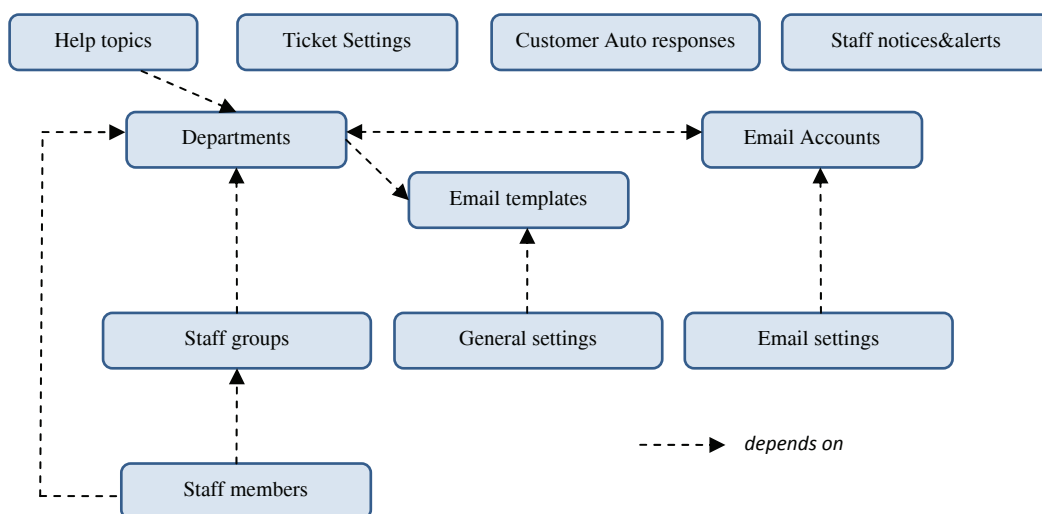 Help topics
Ticket Settings
Customer Auto responses
Staff notices&alerts
Departments
Email Accounts
Email templates
Staff groups
General settings
Email settings
depends on
Staff members